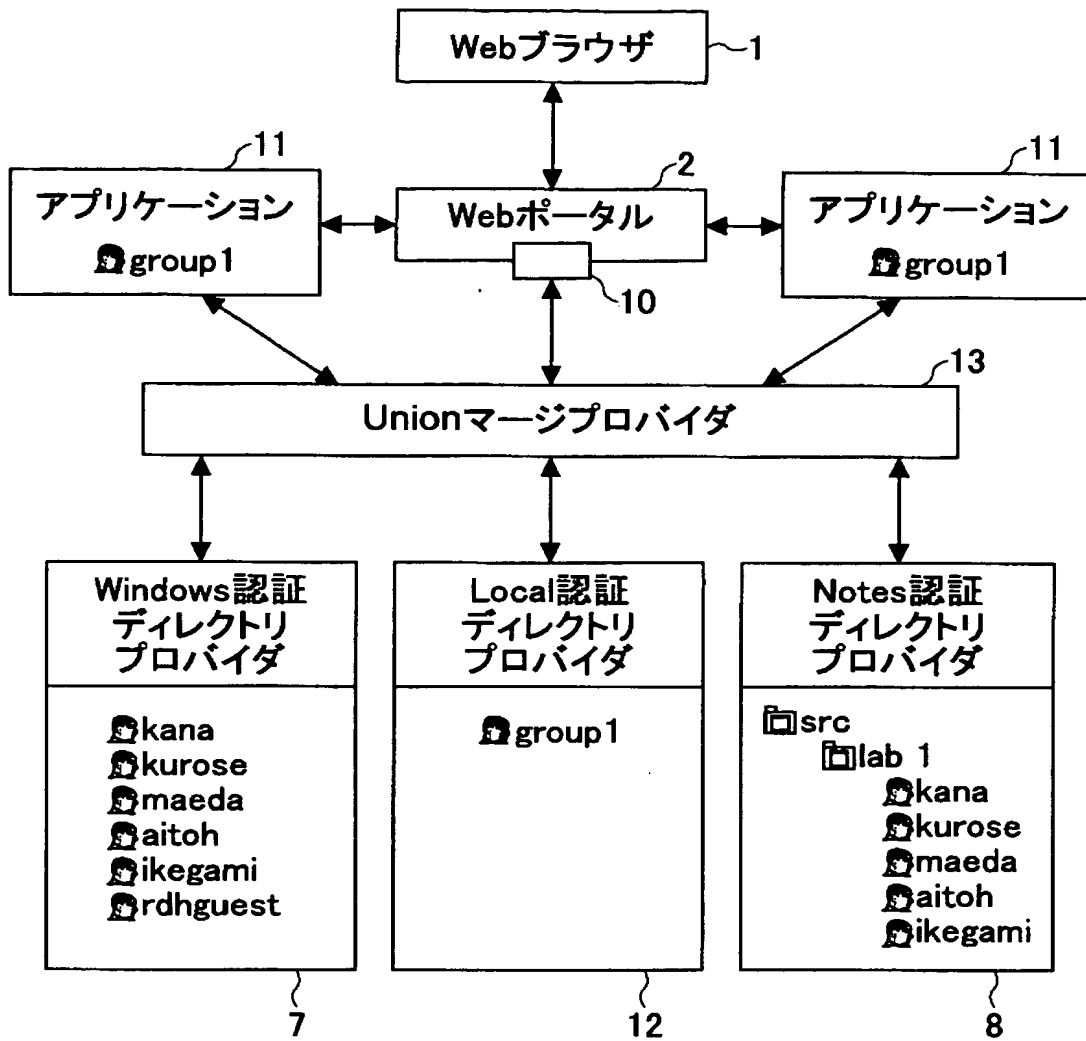 Webブラウザ
1
11
アプリケーション
group1
2
Webポータル
10
11
アプリケーション
group1
13
Unionマージプロバイダ
Windows認証
ディレクトリ
プロバイダ
kana
kurose
maeda
aitoh
ikegami
rdhguest
7
Local認証
ディレクトリ
プロバイダ
group1
12
Notes認証
ディレクトリ
プロバイダ
src
lab 1
kana
kurose
maeda
aitoh
ikegami
8